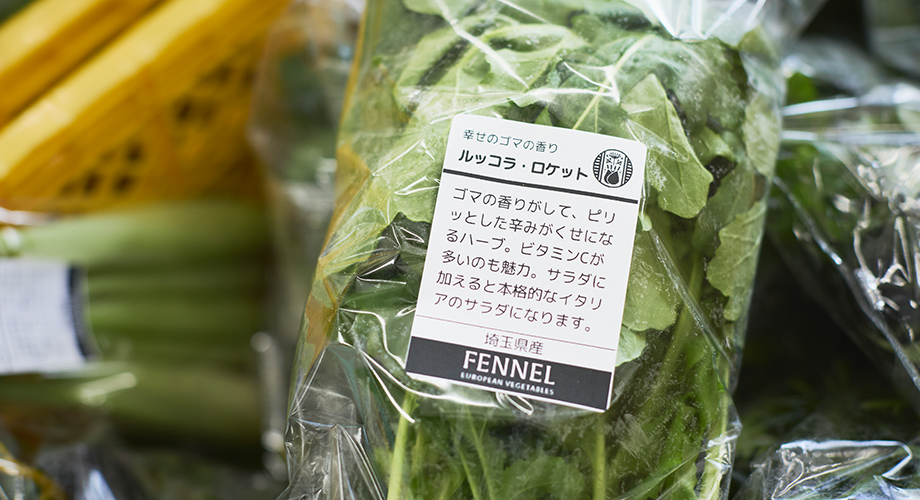 幸せのゴマの香り
ルッコラ・ロケット
ゴマの香りがして、ピリ
ッとした辛みがくせにな
るハーブ。ビタミンCが
多いのも魅力。サラダに
加えると本格的なイタリ
アのサラダになります。
埼玉県産
FENNEL
EUROPEAN VEGETABLES